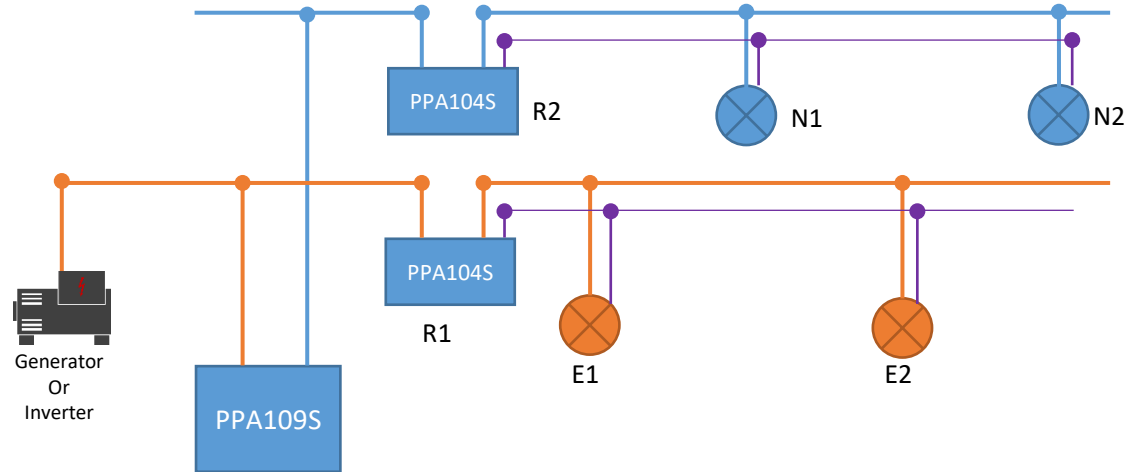 PPA104S
R2
N1
N2
PPA104S
R1
Generator
Or
Inverter
E1
E2
PPA109S